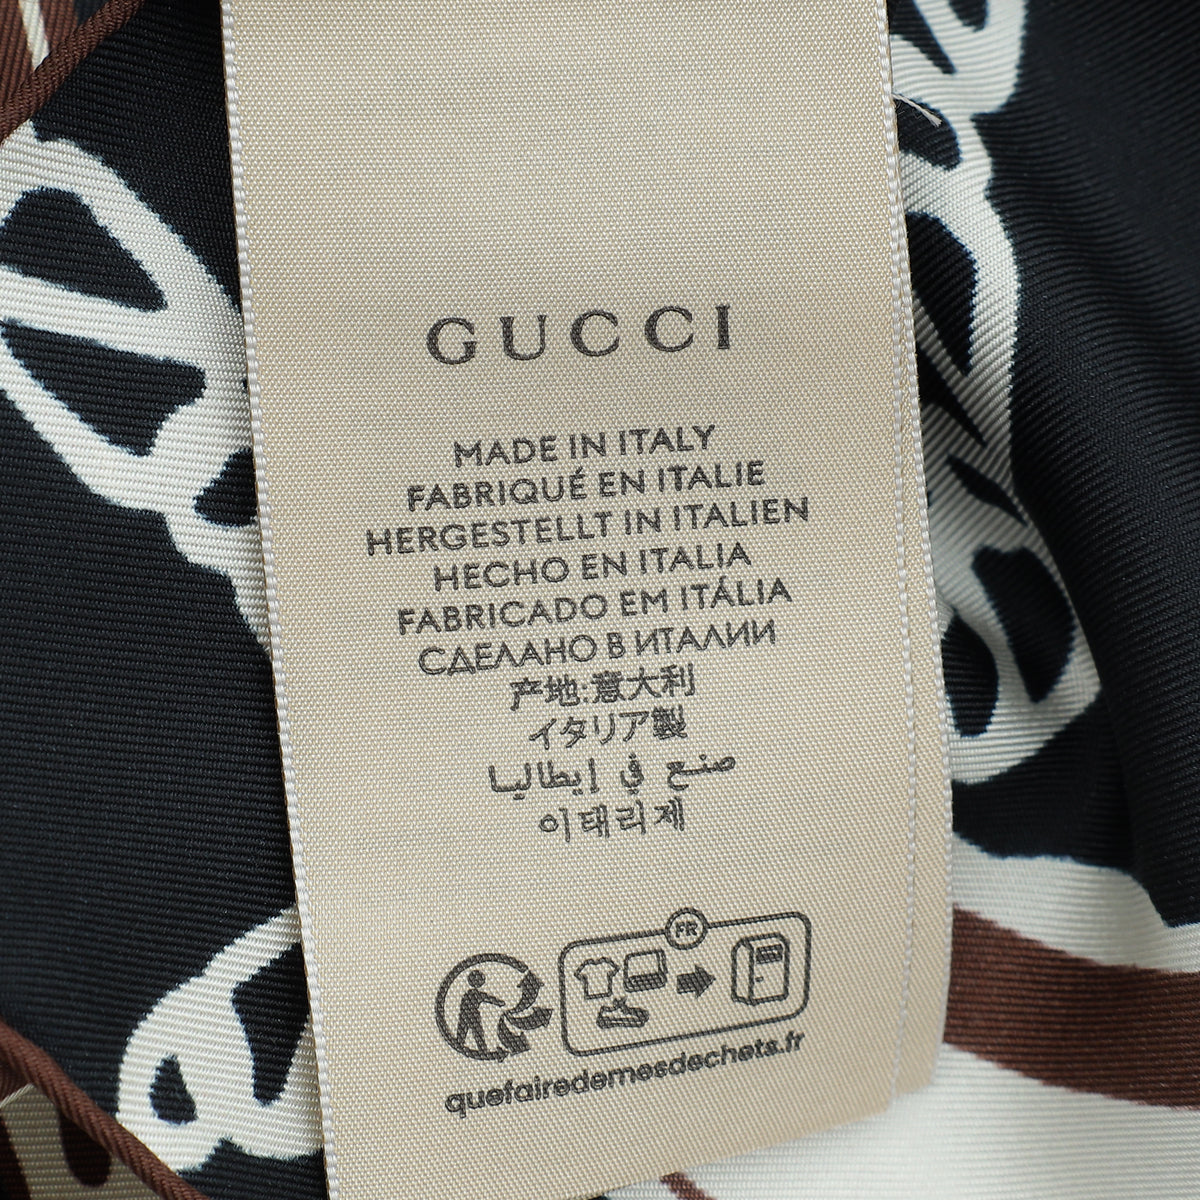 GUCCI
MADE IN ITALY
FABRIQUÉ EN ITALIE
HERGESTELLT IN ITALIEN
HECHO EN ITALIA
FABRICADO EM ITÁLIA
СДЕЛАНО В ИТАЛИИ
产地:意大利
イタリア製
صنع في إيطاليا
이태리제
FR
quefairedemesdechets.fr